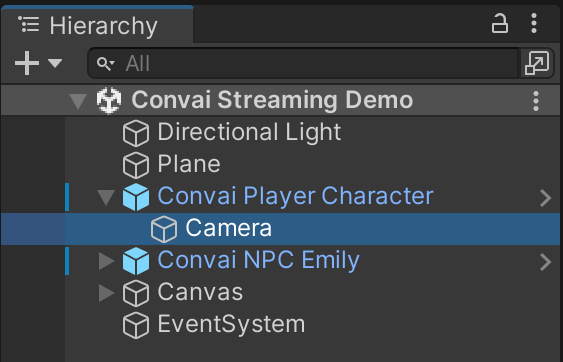 Hierarchy
All
Convai Streaming Demo
Directional Light
Plane
Convai Player Character
Camera
Convai NPC Emily
Canvas
EventSystem